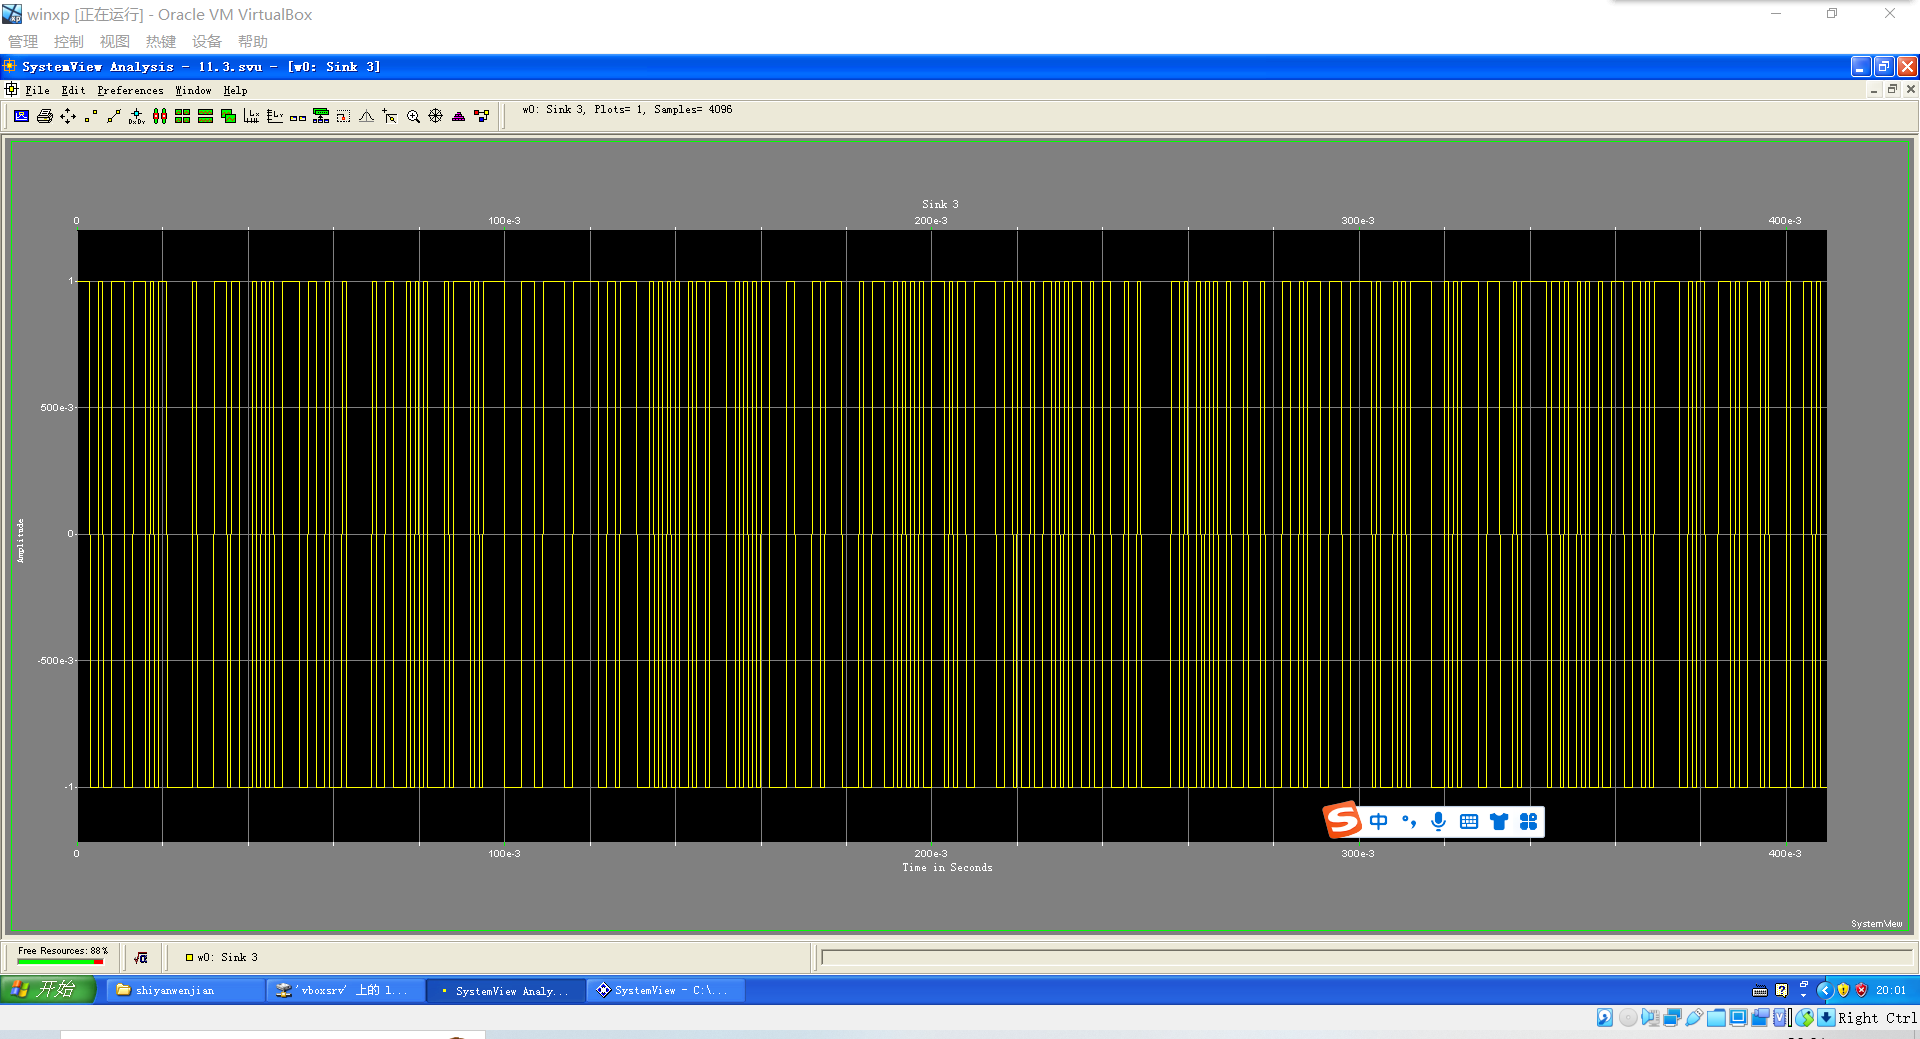 winxp [正在运行] - Oracle VM VirtualBox
管理 控制 视图 热键 设备 帮助
SystemView Analysis - 11.3.svu - [w0: Sink 3]
File Edit Preferences Window Help
w0: Sink 3, Plots= 1, Samples= 4096
Sink 3
0 100e-3 200e-3 300e-3 400e-3
1
500e-3
0
Amplitude
-500e-3
-1
中
0 100e-3 200e-3 300e-3 400e-3
Time in Seconds
SystemView
Free Resources: 88%
w0: Sink 3
开始 shiyanwenjian 'vboxsrv' 上的 l... SystemView Analy... SystemView - C:\... 20:01
Right Ctrl